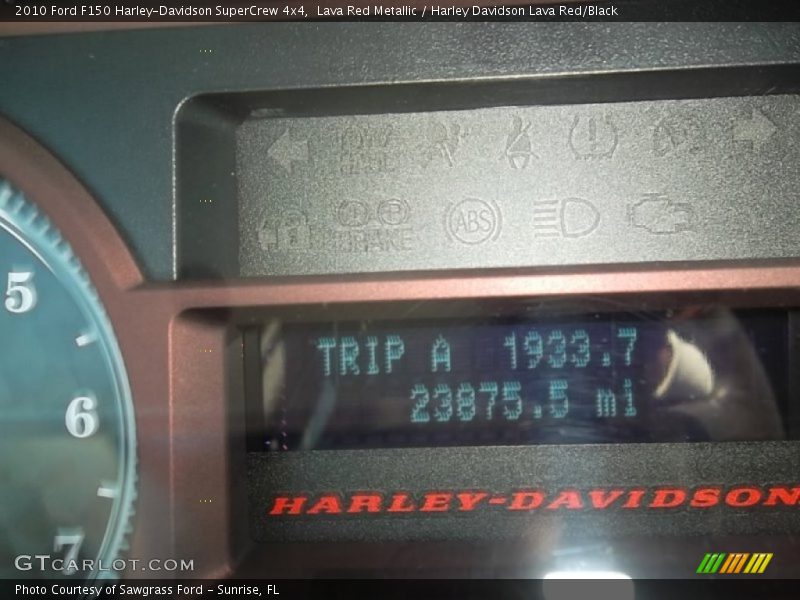 2010 Ford F150 Harley-Davidson SuperCrew 4x4,  Lava Red Metallic / Harley Davidson Lava Red/Black
BRAKE ABS
TRIP A 1933.7
23875.5 mi
HARLEY-DAVIDSON
5
6
7
GTCARLOT.COM
Photo Courtesy of Sawgrass Ford - Sunrise, FL